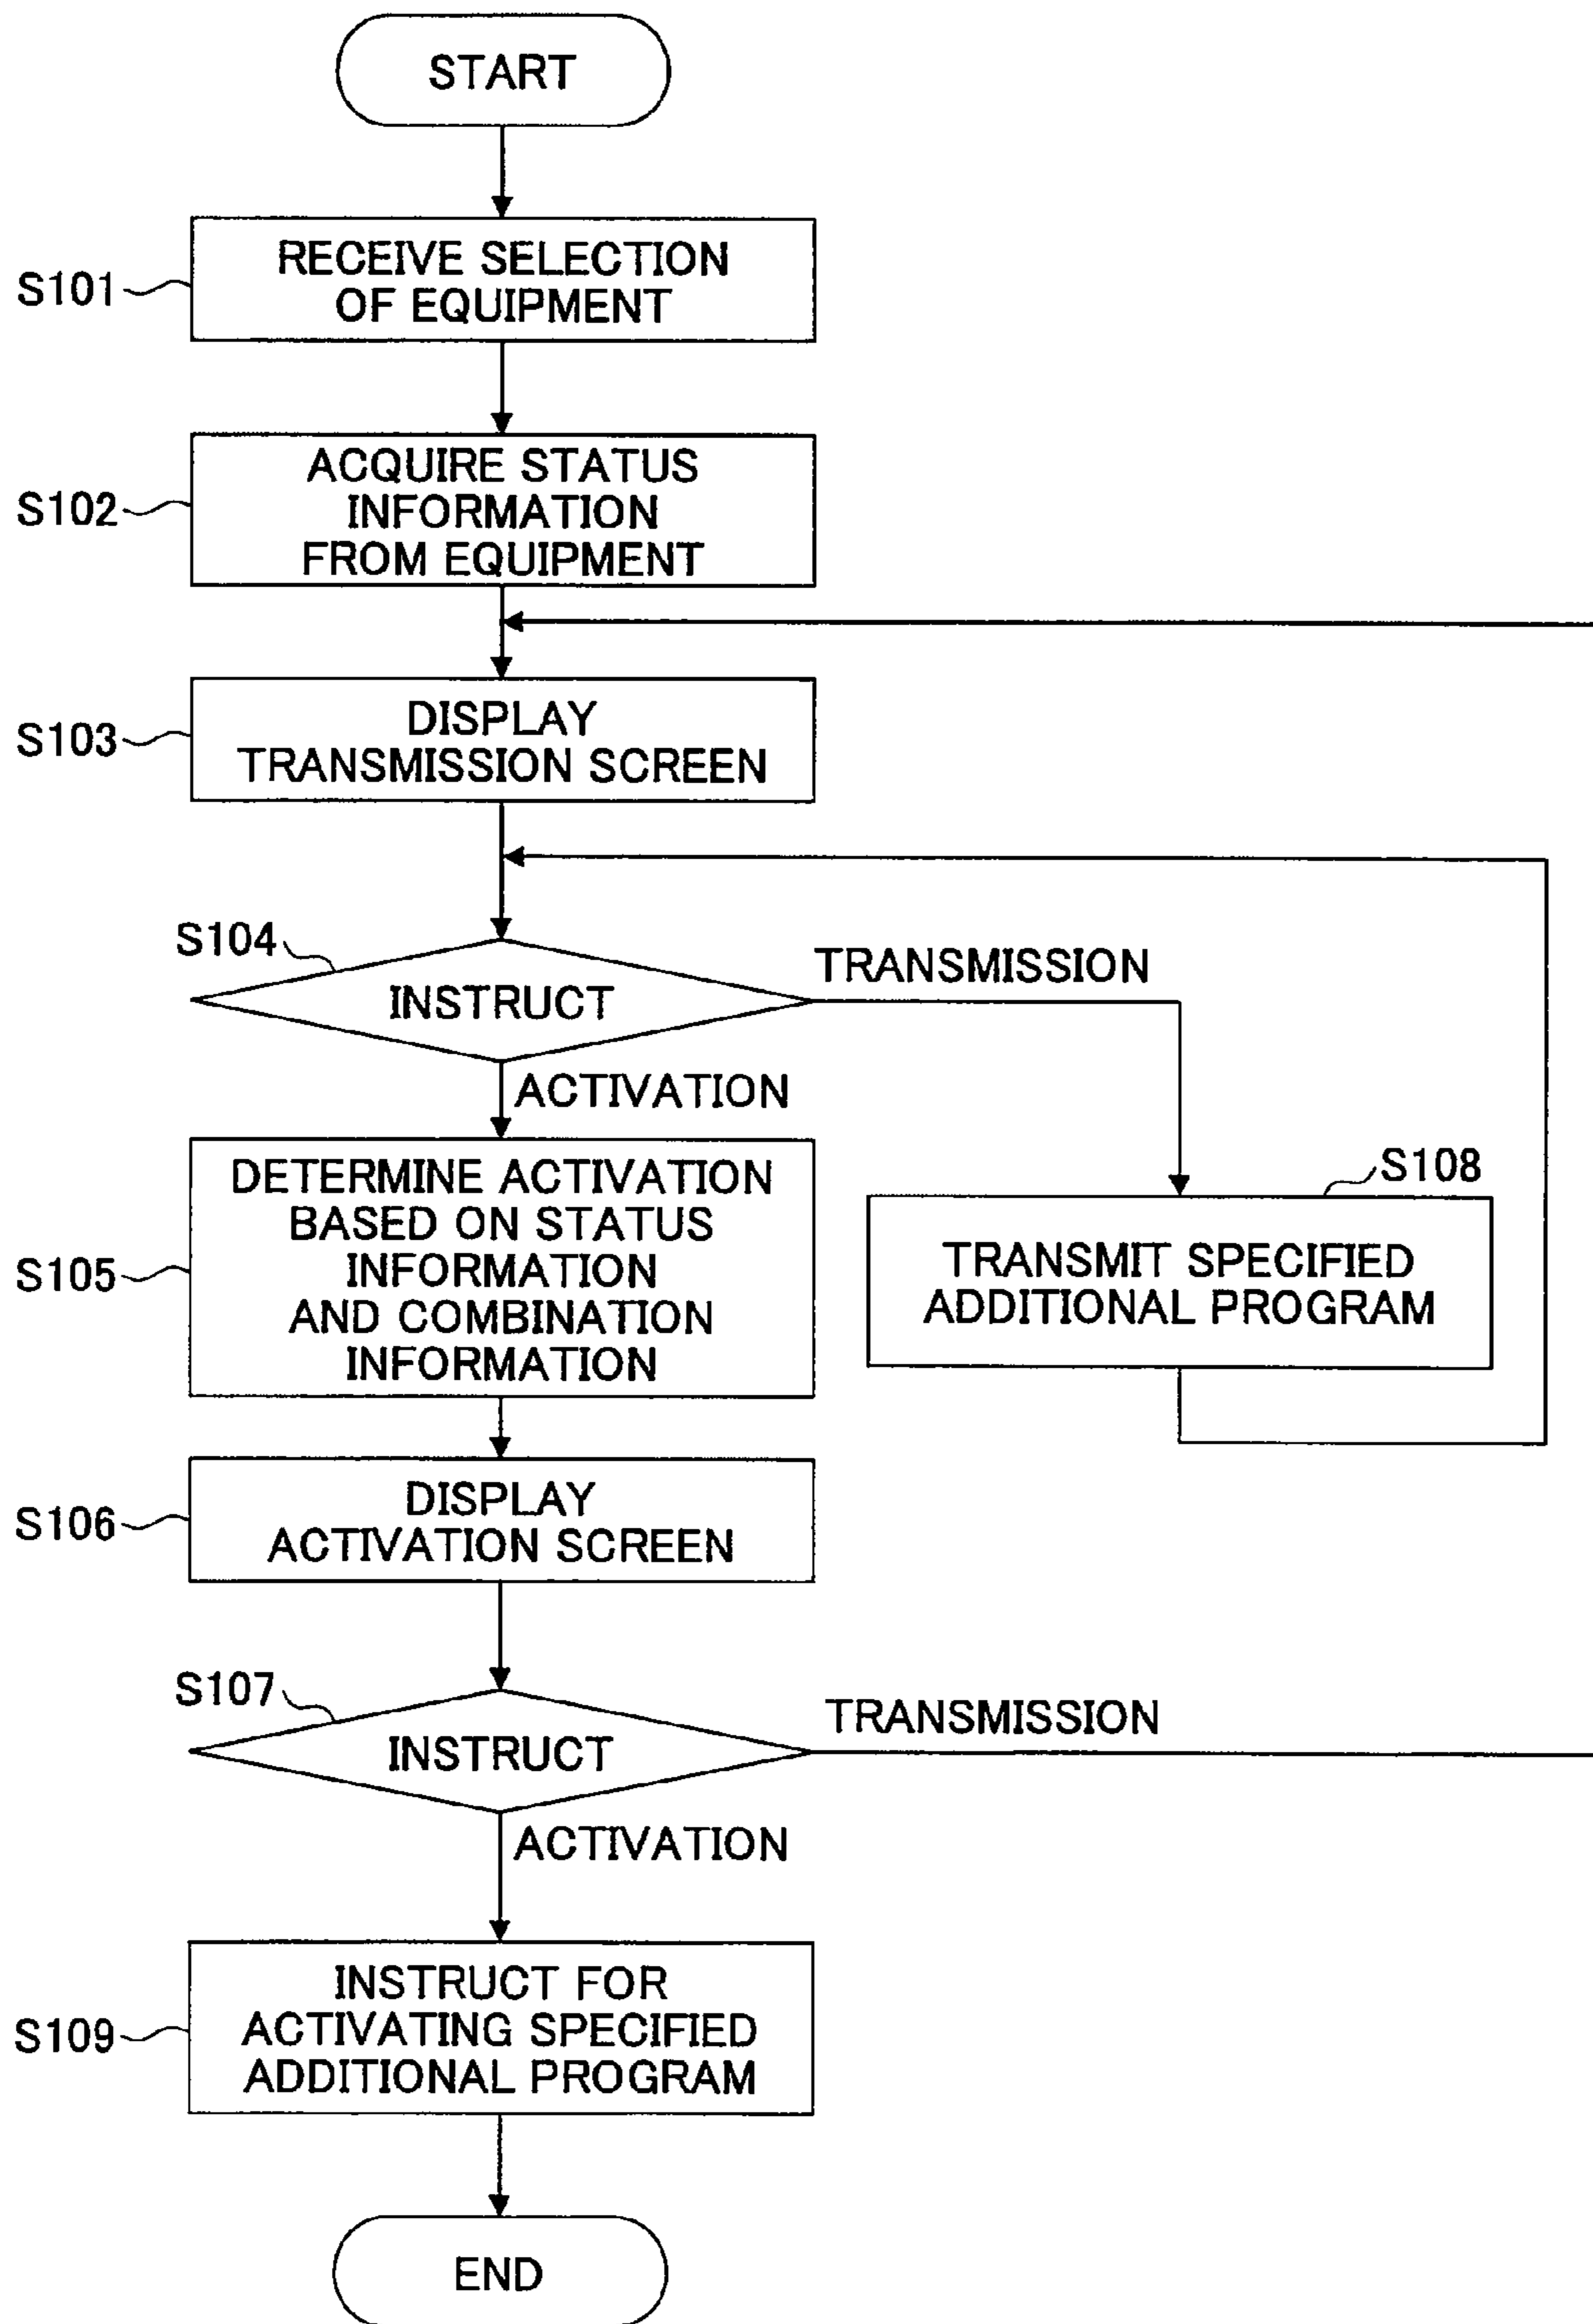 START
S101
RECEIVE SELECTION
OF EQUIPMENT
S102
ACQUIRE STATUS
INFORMATION
FROM EQUIPMENT
S103
DISPLAY
TRANSMISSION SCREEN
S104
INSTRUCT
TRANSMISSION
ACTIVATION
S105
DETERMINE ACTIVATION
BASED ON STATUS
INFORMATION
AND COMBINATION
INFORMATION
S108
TRANSMIT SPECIFIED
ADDITIONAL PROGRAM
S106
DISPLAY
ACTIVATION SCREEN
S107
INSTRUCT
TRANSMISSION
ACTIVATION
S109
INSTRUCT FOR
ACTIVATING SPECIFIED
ADDITIONAL PROGRAM
END